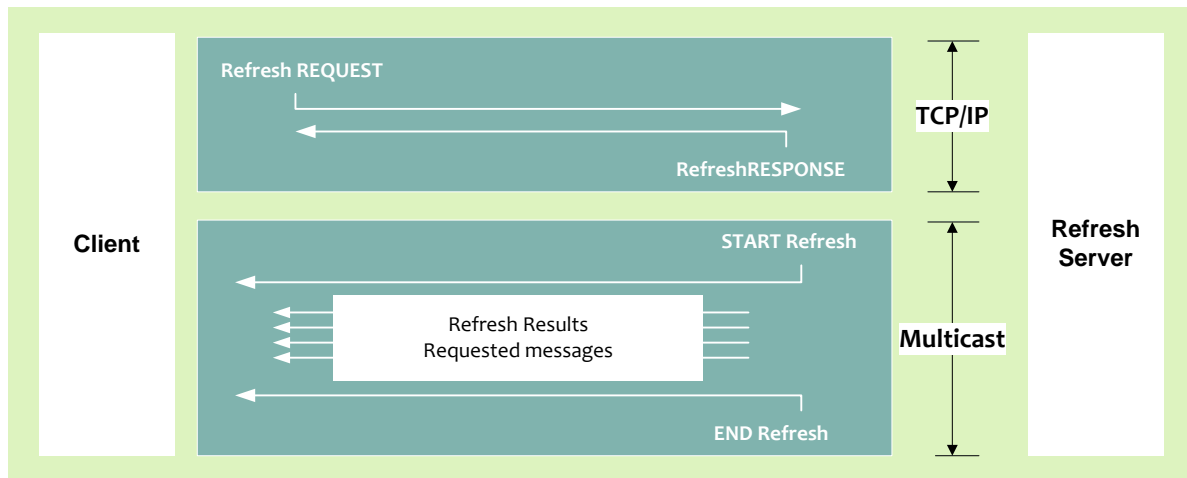 Refresh REQUEST
TCP/IP
RefreshRESPONSE
Client
START Refresh
Refresh
Server
Refresh Results
Requested messages
Multicast
END Refresh